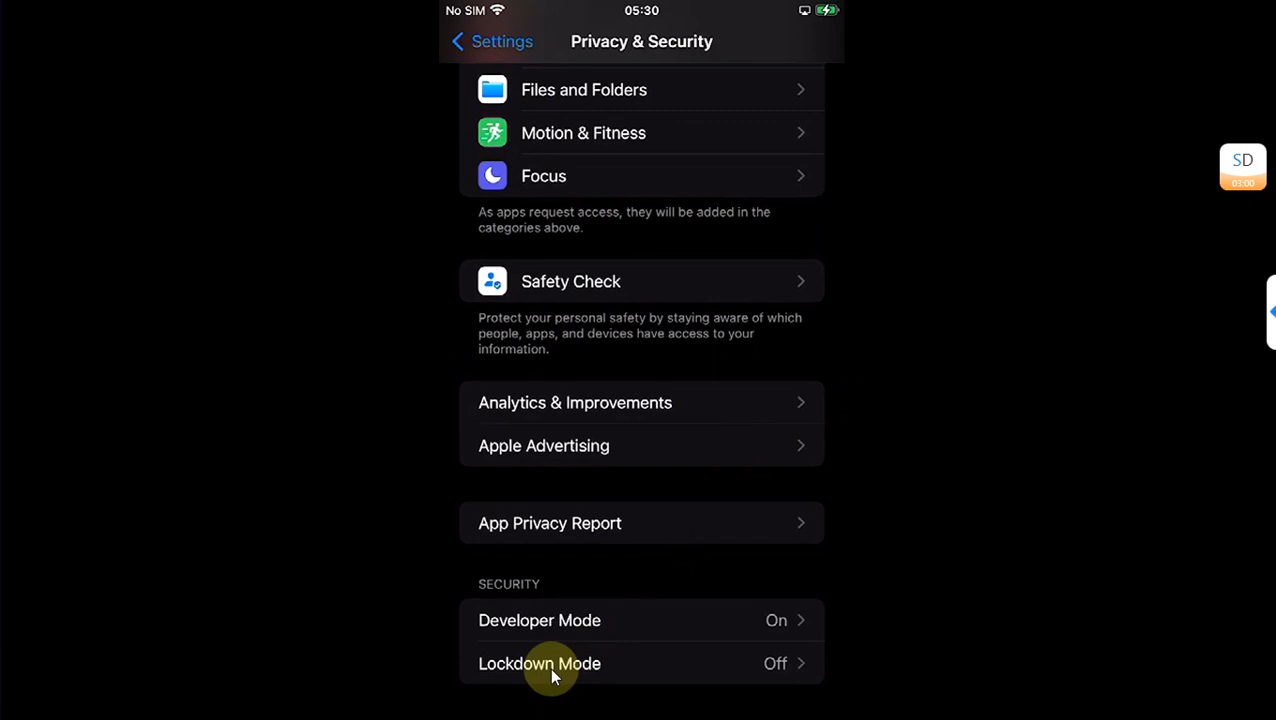 No SIM
05:30
Settings
Privacy & Security
Files and Folders
Motion & Fitness
Focus
As apps request access, they will be added in the
categories above.
Safety Check
Protect your personal safety by staying aware of which
people, apps, and devices have access to your
information.
Analytics & Improvements
Apple Advertising
App Privacy Report
SECURITY
Developer Mode On
Lockdown Mode Off
SD
03:00